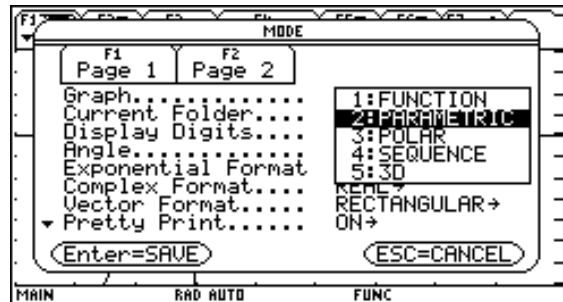 MODE
F1 F2
Page 1 Page 2
Graph.............
Current Folder....
Display Digits....
Angle.............
Exponential Format
Complex Format.... REAL→
Vector Format..... RECTANGULAR→
Pretty Print...... ON→
1:FUNCTION
2:PARAMETRIC
3:POLAR
4:SEQUENCE
5:3D
Enter=SAVE ESC=CANCEL
MAIN RAD AUTO FUNC